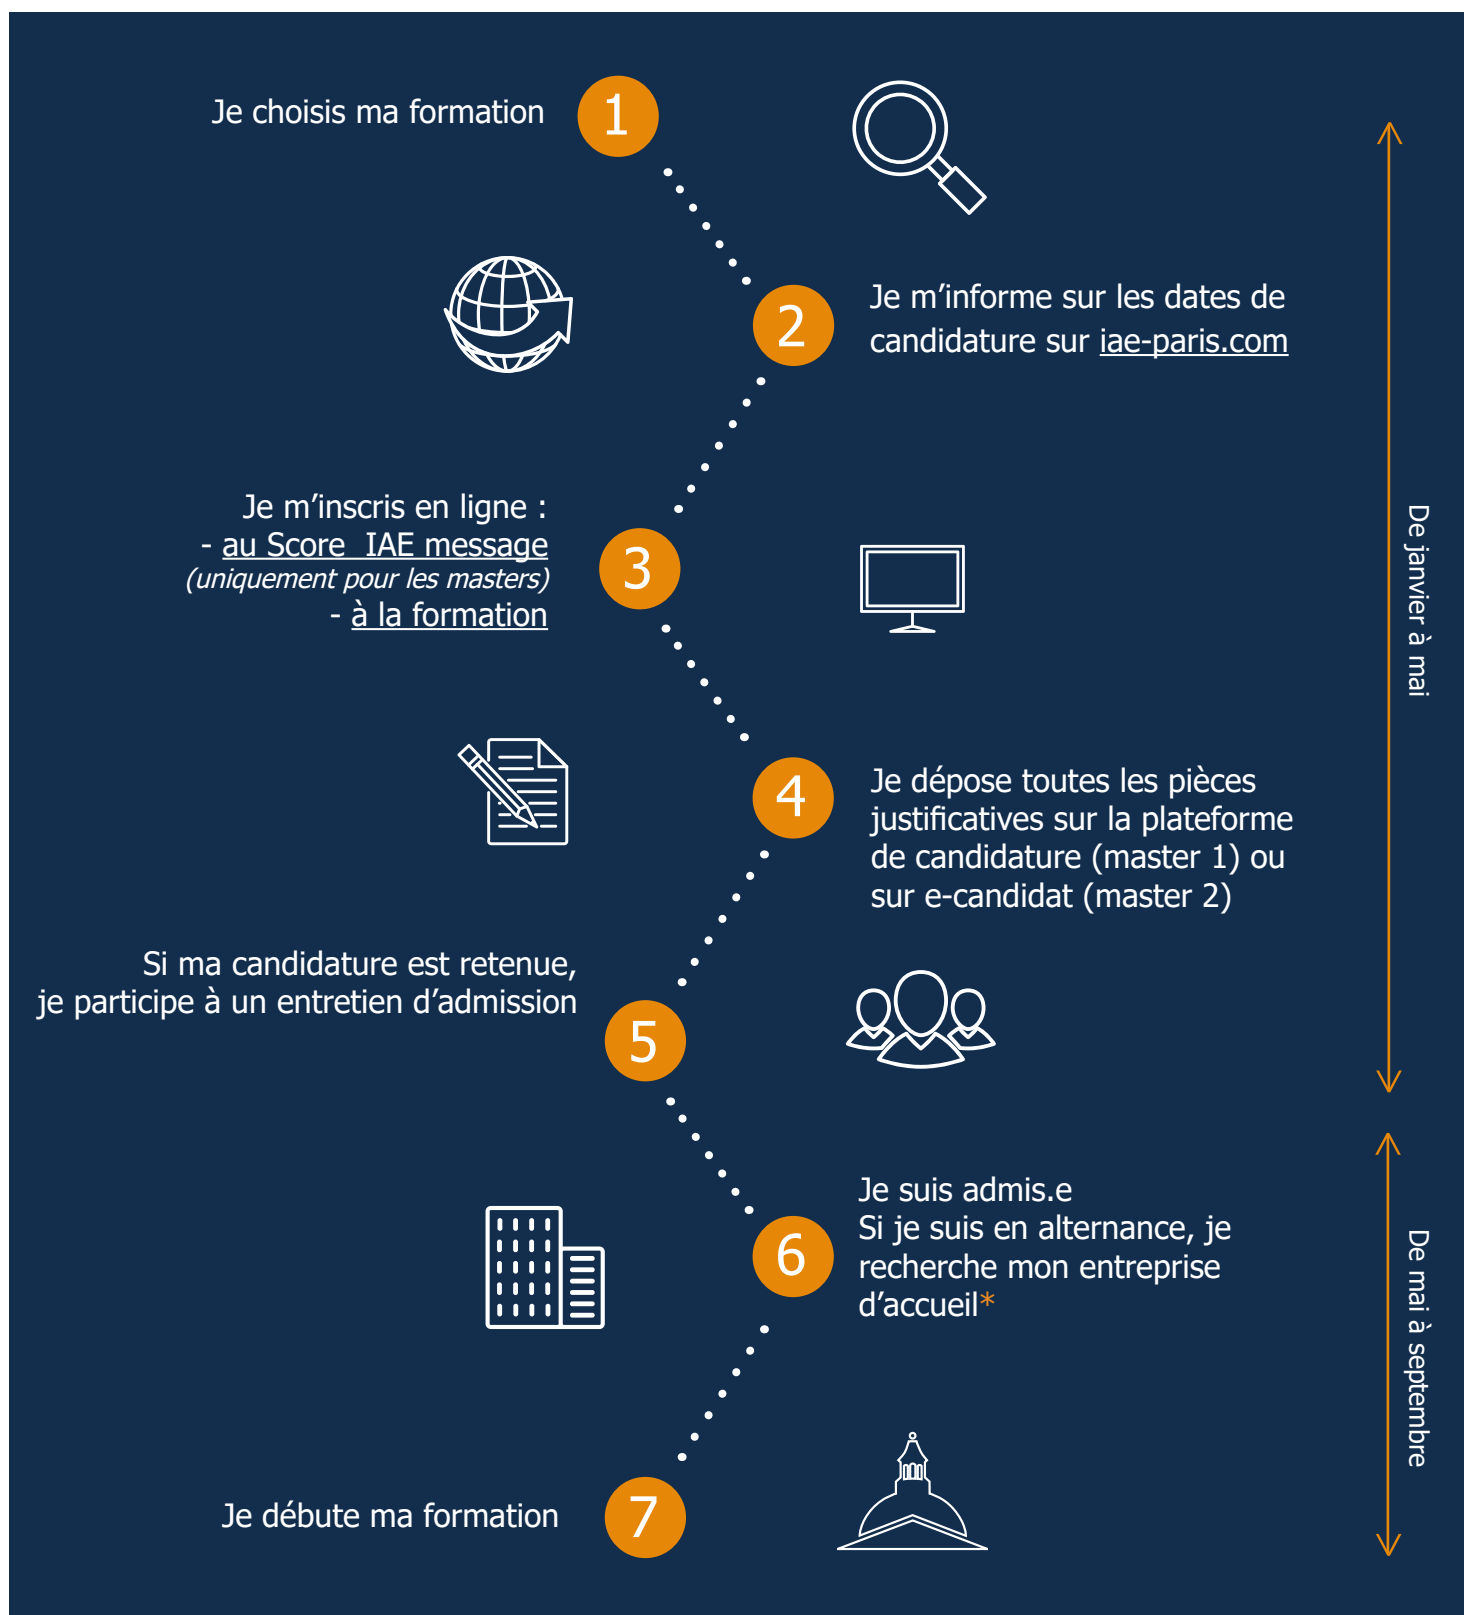 Je choisis ma formation
1
2
Je m’informe sur les dates de
candidature sur iae-paris.com
Je m’inscris en ligne :
- au Score IAE message
(uniquement pour les masters)
- à la formation
3
4
Je dépose toutes les pièces
justificatives sur la plateforme
de candidature (master 1) ou
sur e-candidat (master 2)
Si ma candidature est retenue,
je participe à un entretien d’admission
5
6
Je suis admis.e
Si je suis en alternance, je
recherche mon entreprise
d’accueil*
Je débute ma formation
7
De janvier à mai
De mai à septembre